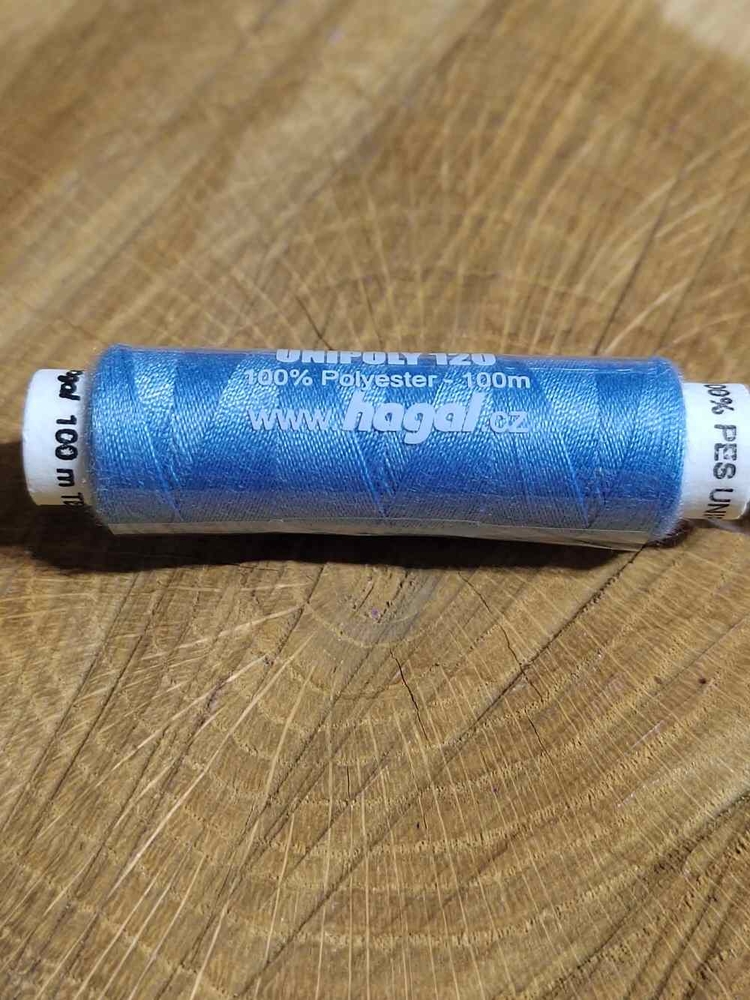 UNIPOLY 120
100% Polyester - 100m
www.hagal.cz
100 m
PES